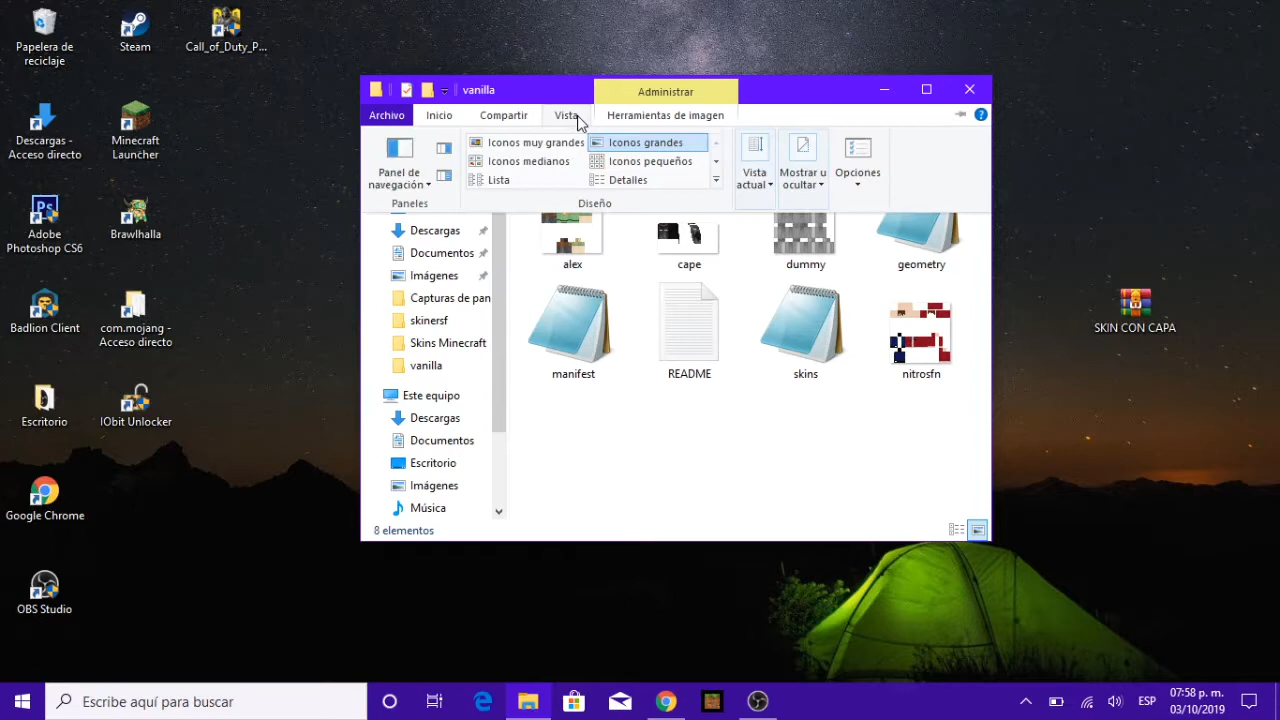 Papelera de
reciclaje
Steam
Call_of_Duty_P...
Descargas -
Acceso directo
Minecraft
Launcher
Adobe
Photoshop CS6
Brawlhalla
Badlion Client
com.mojang -
Acceso directo
Escritorio
IObit Unlocker
Google Chrome
OBS Studio
SKIN CON CAPA
vanilla
Administrar
Archivo
Inicio
Compartir
Vista
Herramientas de imagen
Panel de
navegación
Paneles
Iconos muy grandes
Iconos grandes
Iconos medianos
Iconos pequeños
Lista
Detalles
Diseño
Vista
actual
Mostrar u
ocultar
Opciones
Descargas
Documentos
Imágenes
Capturas de pan
skinersf
Skins Minecraft
vanilla
Este equipo
Descargas
Documentos
Escritorio
Imágenes
Música
alex
cape
dummy
geometry
manifest
README
skins
nitrosfn
8 elementos
Escribe aquí para buscar
ESP
07:58 p. m.
03/10/2019